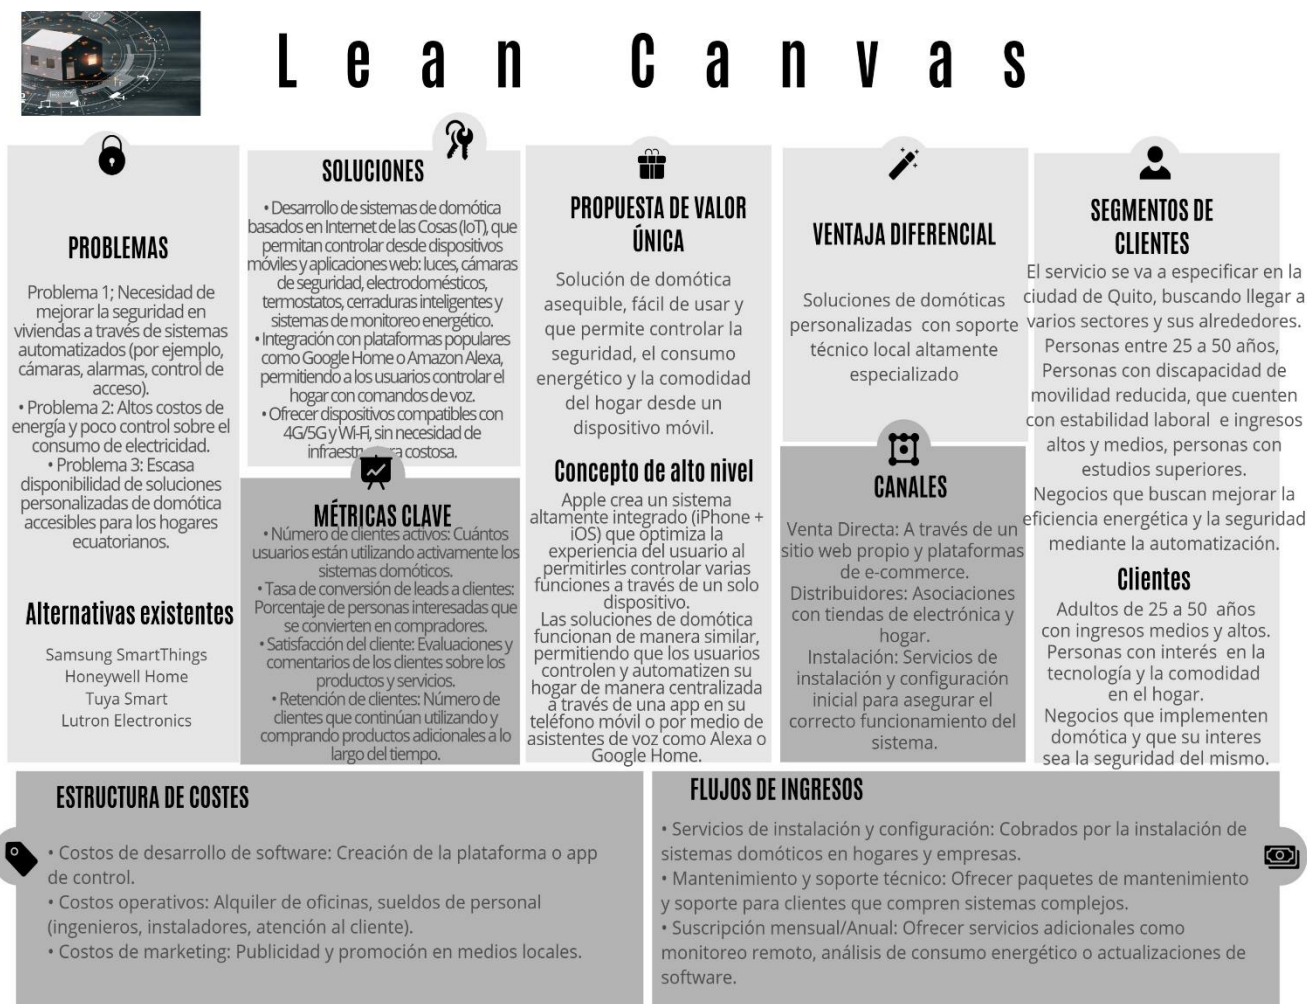 Lean Canvas
PROBLEMAS
Problema 1; Necesidad de
mejorar la seguridad en
viviendas a través de sistemas
automatizados (por ejemplo,
cámaras, alarmas, control de
acceso).
• Problema 2: Altos costos de
energía y poco control sobre el
consumo de electricidad.
• Problema 3: Escasa
disponibilidad de soluciones
personalizadas de domótica
accesibles para los hogares
ecuatorianos.
Alternativas existentes
Samsung SmartThings
Honeywell Home
Tuya Smart
Lutron Electronics
SOLUCIONES
• Desarrollo de sistemas de domótica
basados en Internet de las Cosas (IoT), que
permitan controlar desde dispositivos
móviles y aplicaciones web: luces, cámaras
de seguridad, electrodomésticos,
termostatos, cerraduras inteligentes y
sistemas de monitoreo energético.
• Integración con plataformas populares
como Google Home o Amazon Alexa,
permitiendo a los usuarios controlar el
hogar con comandos de voz.
• Ofrecer dispositivos compatibles con
4G/5G y Wi-Fi, sin necesidad de
costosa.
MÉTRICAS CLAVE
• Número de clientes activos: Cuántos
usuarios están utilizando activamente los
sistemas domóticos.
• Tasa de conversión de leads a clientes:
Porcentaje de personas interesadas que
se convierten en compradores.
• Satisfacción del cliente: Evaluaciones y
comentarios de los clientes sobre los
productos y servicios.
• Retención de clientes: Número de
clientes que continúan utilizando y
comprando productos adicionales a lo
largo del tiempo.
PROPUESTA DE VALOR
ÚNICA
Solución de domótica
asequible, fácil de usar y
que permite controlar la
seguridad, el consumo
energético y la comodidad
del hogar desde un
dispositivo móvil.
Concepto de alto nivel
Apple crea un sistema
altamente integrado (iPhone +
iOS) que optimiza la
experiencia del usuario al
permitirles controlar varias
funciones a través de un solo
dispositivo.
Las soluciones de domótica
funcionan de manera similar,
permitiendo que los usuarios
controlen y automatizen su
hogar de manera centralizada
a través de una app en su
teléfono móvil o por medio de
asistentes de voz como Alexa o
Google Home.
VENTAJA DIFERENCIAL
Soluciones de domóticas
personalizadas con soporte
técnico local altamente
especializado
CANALES
Venta Directa: A través de un
sitio web propio y plataformas
de e-commerce.
Distribuidores: Asociaciones
con tiendas de electrónica y
hogar.
Instalación: Servicios de
instalación y configuración
inicial para asegurar el
correcto funcionamiento del
sistema.
SEGMENTOS DE
CLIENTES
El servicio se va a especificar en la
ciudad de Quito, buscando llegar a
varios sectores y sus alrededores.
Personas entre 25 a 50 años,
Personas con discapacidad de
movilidad reducida, que cuenten
con estabilidad laboral e ingresos
altos y medios, personas con
estudios superiores.
Negocios que buscan mejorar la
eficiencia energética y la seguridad
mediante la automatización.
Clientes
Adultos de 25 a 50 años
con ingresos medios y altos.
Personas con interés en la
tecnología y la comodidad
en el hogar.
Negocios que implementen
domótica y que su interes
sea la seguridad del mismo.
ESTRUCTURA DE COSTES
• Costos de desarrollo de software: Creación de la plataforma o app
de control.
• Costos operativos: Alquiler de oficinas, sueldos de personal
(ingenieros, instaladores, atención al cliente).
• Costos de marketing: Publicidad y promoción en medios locales.
FLUJOS DE INGRESOS
• Servicios de instalación y configuración: Cobrados por la instalación de
sistemas domóticos en hogares y empresas.
• Mantenimiento y soporte técnico: Ofrecer paquetes de mantenimiento
y soporte para clientes que compren sistemas complejos.
• Suscripción mensual/Anual: Ofrecer servicios adicionales como
monitoreo remoto, análisis de consumo energético o actualizaciones de
software.